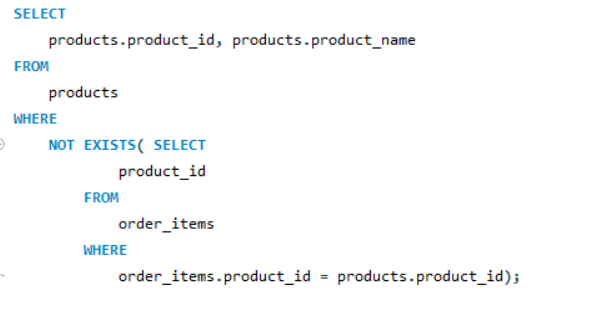 SELECT
products.product_id, products.product_name
FROM
products
WHERE
NOT EXISTS( SELECT
product_id
FROM
order_items
WHERE
order_items.product_id = products.product_id);